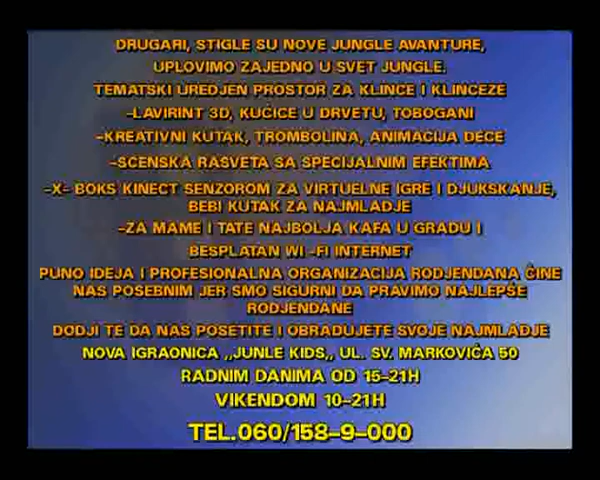 DRUGARI, STIGLE SU NOVE JUNGLE AVANTURE,
UPLOVIMO ZAJEDNO U SVET JUNGLE.
TEMATSKI UREDJEN PROSTOR ZA KLINCE I KLINCEZE
-LAVIRINT 3D, KUĆICE U DRVETU, TOBOGANI
-KREATIVNI KUTAK, TROMBOLINA, ANIMACIJA DECE
-SCENSKA RASVETA SA SPECIJALNIM EFEKTIMA
-X- BOKS KINECT SENZOROM ZA VIRTUELNE IGRE I DJUKSKANJE,
BEBI KUTAK ZA NAJMLADJE
-ZA MAME I TATE NAJBOLJA KAFA U GRADU I
BESPLATAN WI -FI INTERNET
PUNO IDEJA I PROFESIONALNA ORGANIZACIJA RODJENDANA ČINE
NAS POSEBNIM JER SMO SIGURNI DA PRAVIMO NAJLEPŠE
RODJENDANE
DODJI TE DA NAS POSETITE I OBRADUJETE SVOJE NAJMLADJE
NOVA IGRAONICA ,,JUNLE KIDS,, UL. SV. MARKOVIĆA 50
RADNIM DANIMA OD 15-21H
VIKENDOM 10-21H
TEL.060/158-9-000